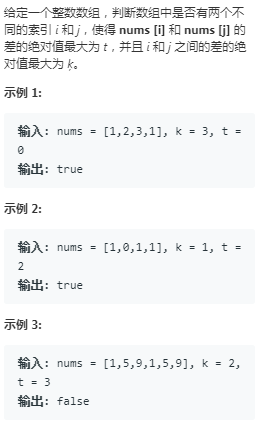 给定一个整数数组，判断数组中是否有两个不
同的索引 i 和 j，使得 nums [i] 和 nums [j] 的
差的绝对值最大为 t，并且 i 和 j 之间的差的绝
对值最大为 ķ。
示例 1:
输入: nums = [1,2,3,1], k = 3, t =
0
输出: true
示例 2:
输入: nums = [1,0,1,1], k = 1, t =
2
输出: true
示例 3:
输入: nums = [1,5,9,1,5,9], k = 2,
t = 3
输出: false